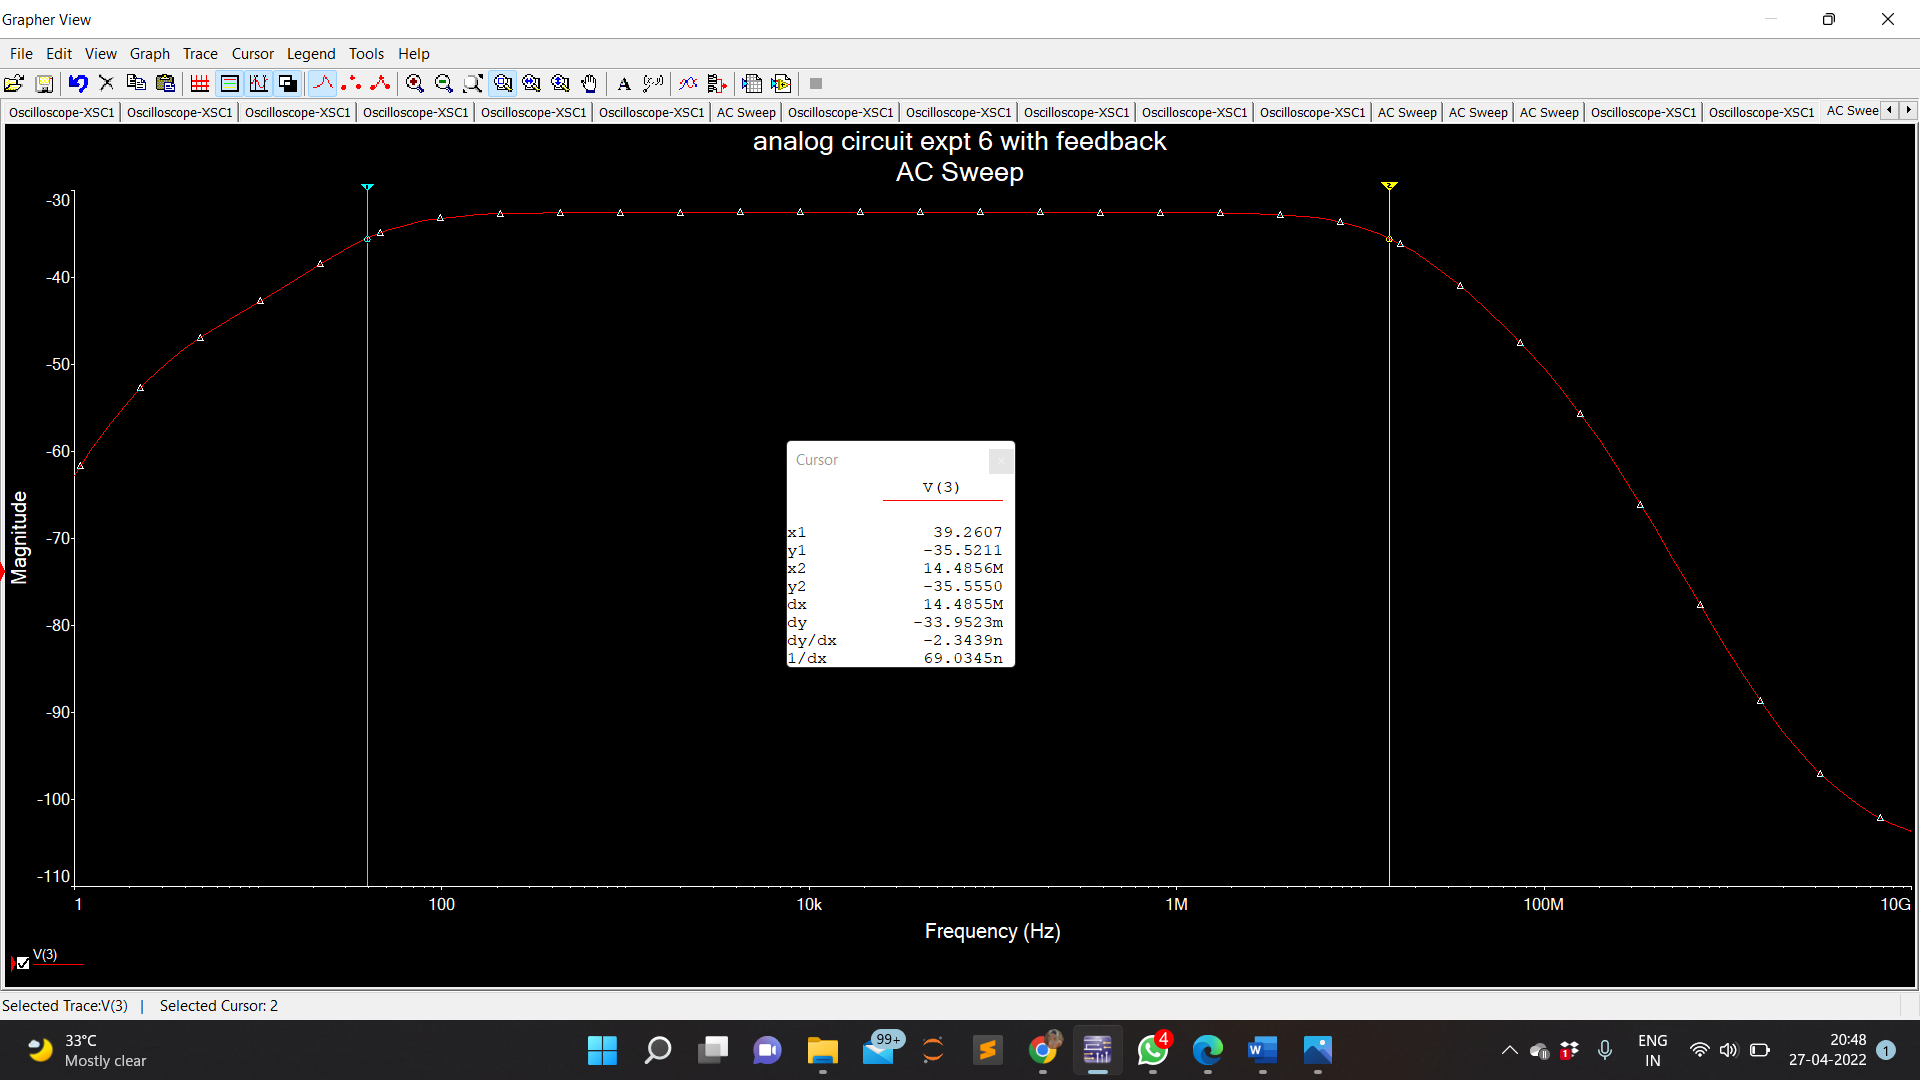 Grapher View
File Edit View Graph Trace Cursor Legend Tools Help
A
Oscilloscope-XSC1 Oscilloscope-XSC1 Oscilloscope-XSC1 Oscilloscope-XSC1 Oscilloscope-XSC1 Oscilloscope-XSC1 AC Sweep Oscilloscope-XSC1 Oscilloscope-XSC1 Oscilloscope-XSC1 Oscilloscope-XSC1 Oscilloscope-XSC1 AC Sweep AC Sweep AC Sweep Oscilloscope-XSC1 Oscilloscope-XSC1 AC Swee
analog circuit expt 6 with feedback
AC Sweep
-30
-40
-50
-60
-70
-80
-90
-100
-110
Magnitude
Cursor
V(3)
x1 39.2607
y1 -35.5211
x2 14.4856M
y2 -35.5550
dx 14.4855M
dy -33.9523m
dy/dx -2.3439n
1/dx 69.0345n
1 100 10k 1M 100M 10G
Frequency (Hz)
V(3)
Selected Trace:V(3) | Selected Cursor: 2
33°C
Mostly clear
99+
4
1
ENG
IN
20:48
27-04-2022
1